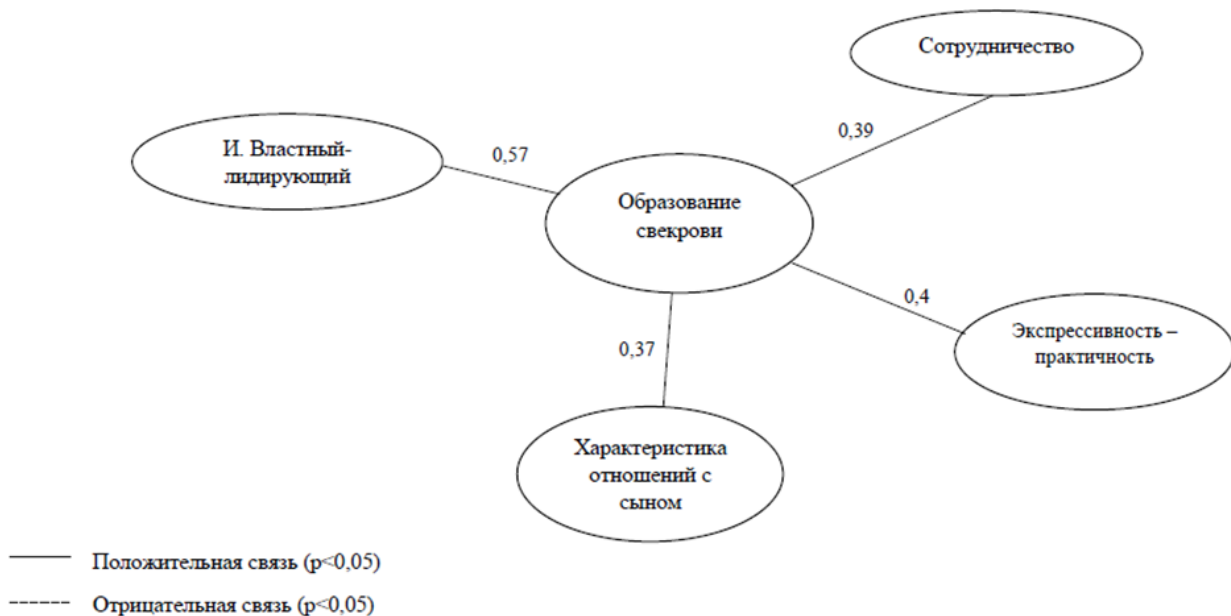 Сотрудничество
0,39
И. Властный-
лидирующий
0,57
Образование
свекрови
0,4
Экспрессивность –
практичность
0,37
Характеристика
отношений с
сыном
Положительная связь (p<0,05)
Отрицательная связь (p<0,05)